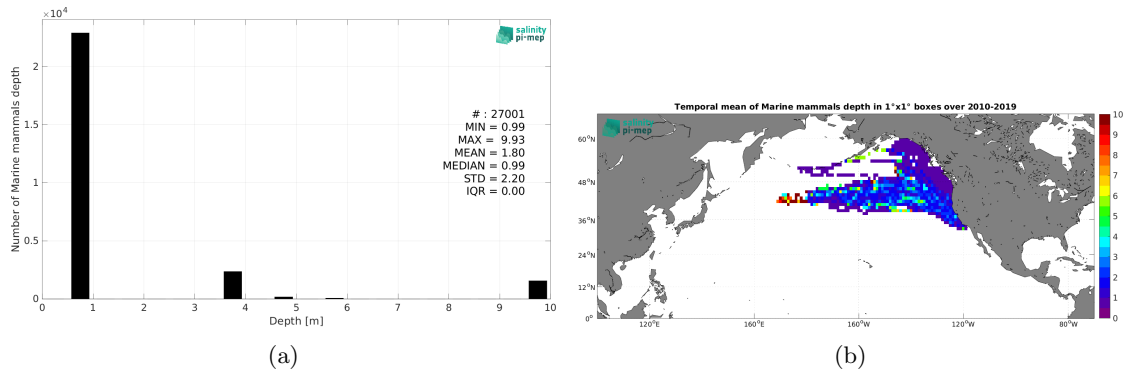 ×10⁴
salinity
pi-mep
2
1.5
1
0.5
0
Number of Marine mammals depth
# : 27001
MIN = 0.99
MAX = 9.93
MEAN = 1.80
MEDIAN = 0.99
STD = 2.20
IQR = 0.00
0 1 2 3 4 5 6 7 8 9 10
Depth [m]
(a)
Temporal mean of Marine mammals depth in 1°x1° boxes over 2010-2019
salinity
pi-mep
60°N
48°N
36°N
24°N
12°N
0°
120°E 160°E 160°W 120°W 80°W
10
9
8
7
6
5
4
3
2
1
0
(b)